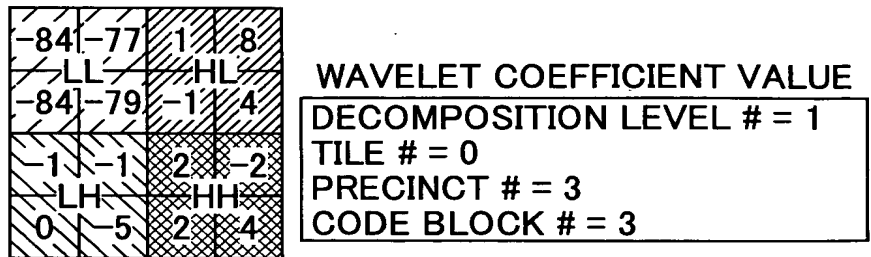 -84 -77 1 8
LL HL
-84 -79 -1 4
-1 -1 2 -2
LH HH
0 -5 2 4
WAVELET COEFFICIENT VALUE
DECOMPOSITION LEVEL # = 1
TILE # = 0
PRECINCT # = 3
CODE BLOCK # = 3